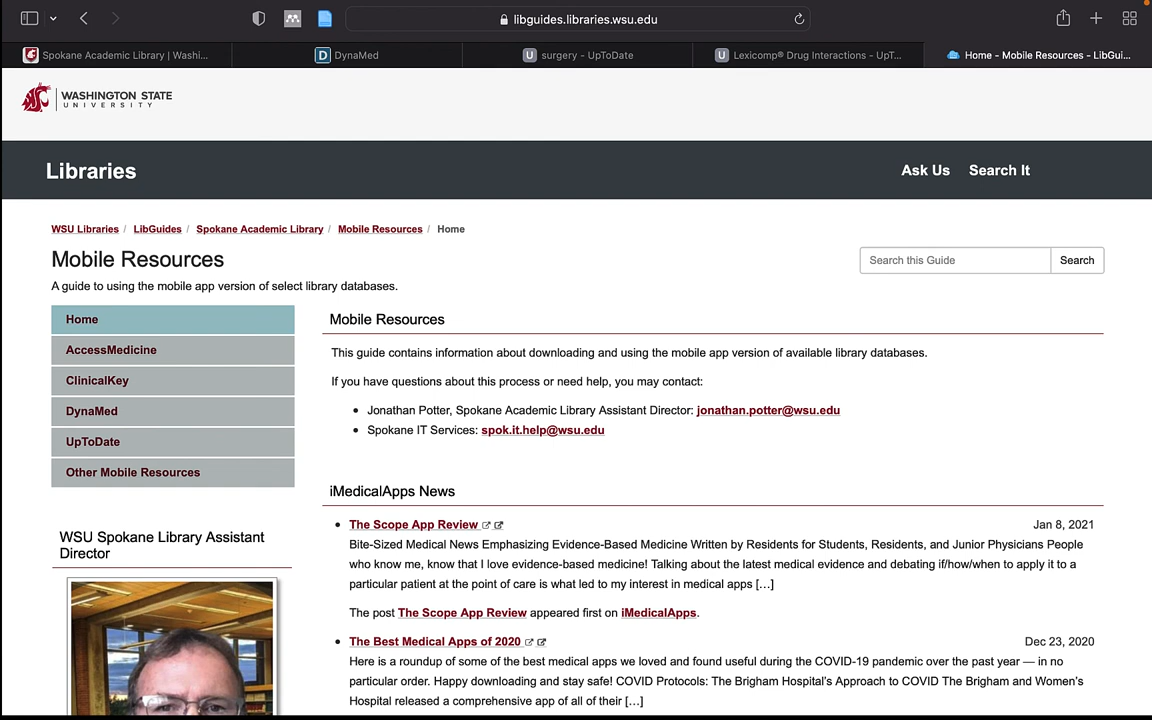 libguides.libraries.wsu.edu
Spokane Academic Library | Washi...
DynaMed
surgery - UpToDate
Lexicomp® Drug Interactions - UpT...
Home - Mobile Resources - LibGui...
WASHINGTON STATE
UNIVERSITY
Libraries
Ask Us
Search It
WSU Libraries / LibGuides / Spokane Academic Library / Mobile Resources / Home
Mobile Resources
Search this Guide
Search
A guide to using the mobile app version of select library databases.
Home
AccessMedicine
ClinicalKey
DynaMed
UpToDate
Other Mobile Resources
WSU Spokane Library Assistant
Director
Mobile Resources
This guide contains information about downloading and using the mobile app version of available library databases.
If you have questions about this process or need help, you may contact:
• Jonathan Potter, Spokane Academic Library Assistant Director: jonathan.potter@wsu.edu
• Spokane IT Services: spok.it.help@wsu.edu
iMedicalApps News
• The Scope App Review Jan 8, 2021
Bite-Sized Medical News Emphasizing Evidence-Based Medicine Written by Residents for Students, Residents, and Junior Physicians People
who know me, know that I love evidence-based medicine! Talking about the latest medical evidence and debating if/how/when to apply it to a
particular patient at the point of care is what led to my interest in medical apps […]
The post The Scope App Review appeared first on iMedicalApps.
• The Best Medical Apps of 2020 Dec 23, 2020
Here is a roundup of some of the best medical apps we loved and found useful during the COVID-19 pandemic over the past year — in no
particular order. Happy downloading and stay safe! COVID Protocols: The Brigham Hospital's Approach to COVID The Brigham and Women's
Hospital released a comprehensive app of all of their […]